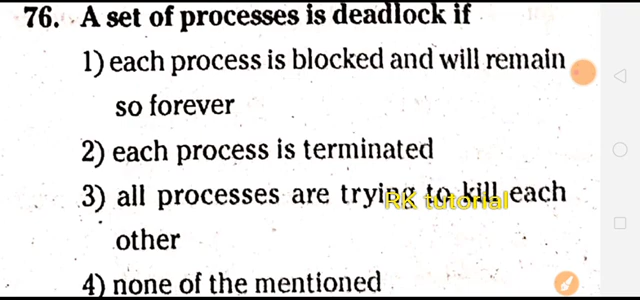 76. A set of processes is deadlock if
1) each process is blocked and will remain
so forever
2) each process is terminated
3) all processes are trying to kill each
RK tutorial
other
4) none of the mentioned